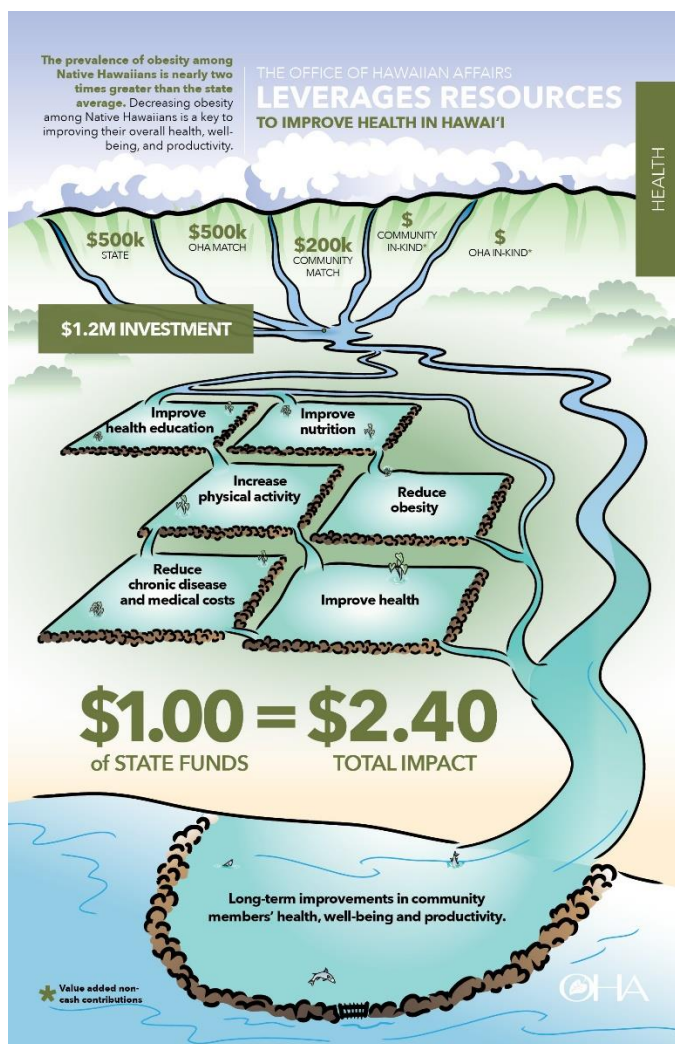 The prevalence of obesity among
Native Hawaiians is nearly two
times greater than the state
average. Decreasing obesity
among Native Hawaiians is a key to
improving their overall health, well-
being, and productivity.
THE OFFICE OF HAWAIIAN AFFAIRS
LEVERAGES RESOURCES
TO IMPROVE HEALTH IN HAWAI‘I
HEALTH
$500k
STATE
$500k
OHA MATCH
$200k
COMMUNITY
MATCH
$
COMMUNITY
IN-KIND*
$
OHA IN-KIND*
$1.2M INVESTMENT
Improve
health education
Improve
nutrition
Increase
physical activity
Reduce
obesity
Reduce
chronic disease
and medical costs
Improve health
$1.00 = $2.40
of STATE FUNDS
TOTAL IMPACT
Long-term improvements in community
members’ health, well-being and productivity.
* Value added non-
cash contributions
OHA